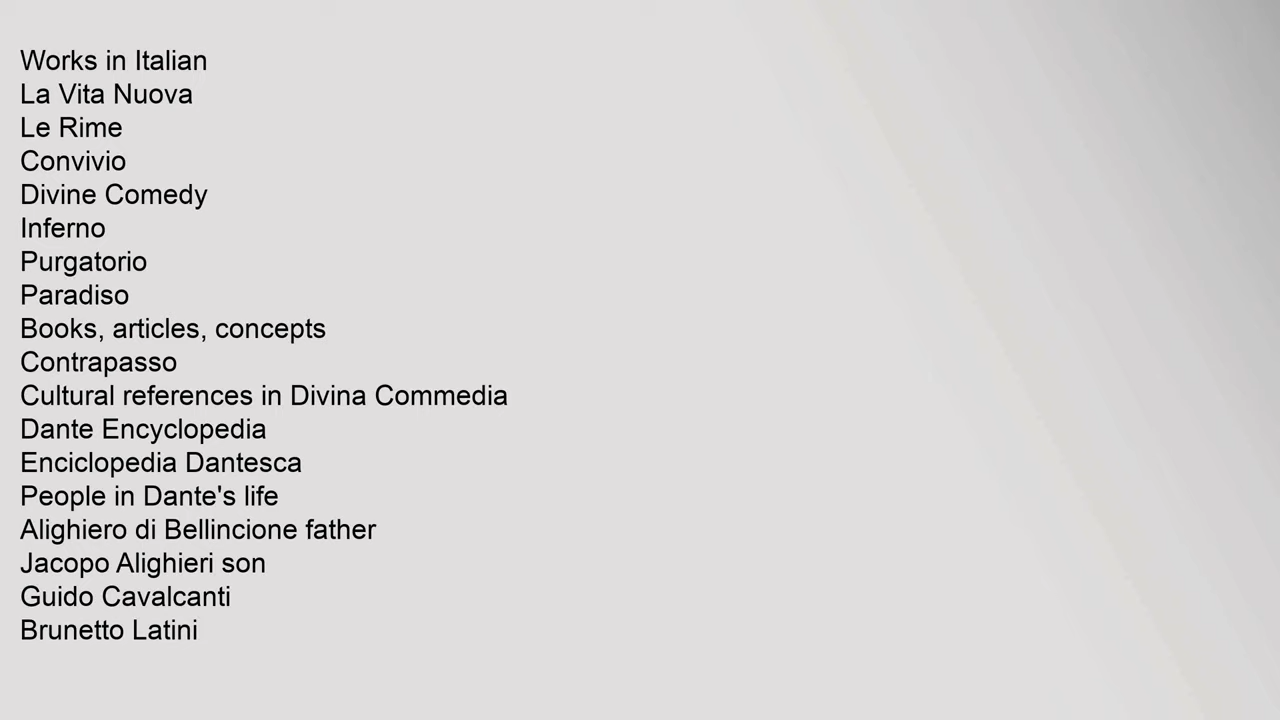 Works in Italian
La Vita Nuova
Le Rime
Convivio
Divine Comedy
Inferno
Purgatorio
Paradiso
Books, articles, concepts
Contrapasso
Cultural references in Divina Commedia
Dante Encyclopedia
Enciclopedia Dantesca
People in Dante's life
Alighiero di Bellincione father
Jacopo Alighieri son
Guido Cavalcanti
Brunetto Latini